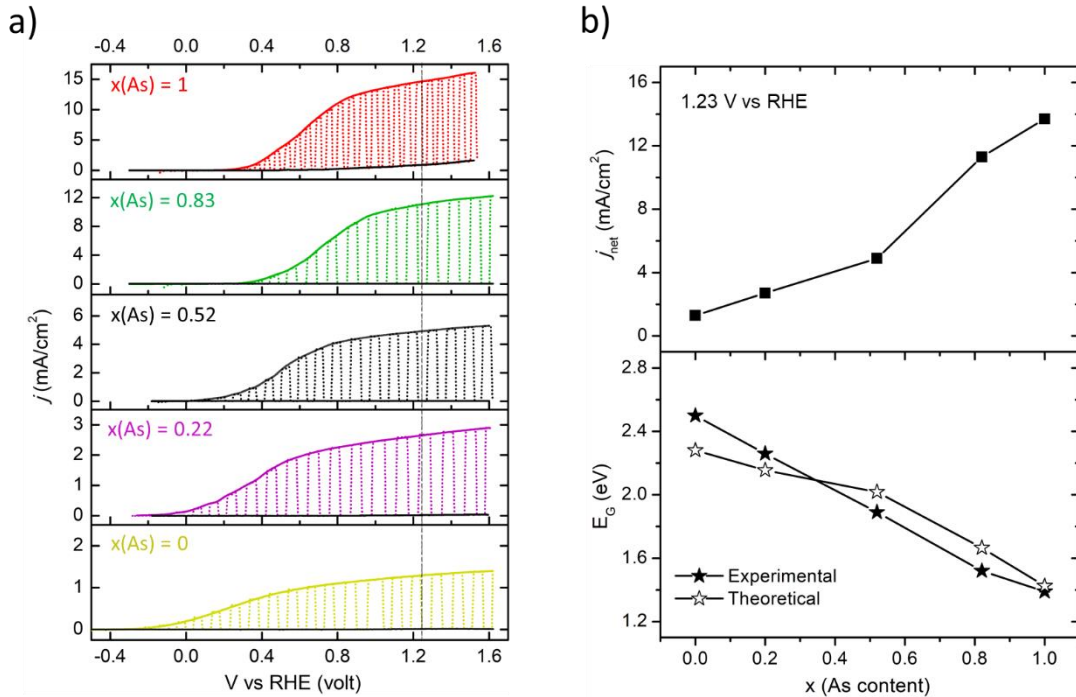 a)
-0.4 0.0 0.4 0.8 1.2 1.6
x(As) = 1
15
10
5
0
x(As) = 0.83
12
8
4
0
x(As) = 0.52
6
4
2
0
x(As) = 0.22
3
2
1
0
x(As) = 0
2
1
0
j (mA/cm²)
-0.4 0.0 0.4 0.8 1.2 1.6
V vs RHE (volt)
b)
1.23 V vs RHE
16
12
8
4
0
jnet (mA/cm²)
2.8
2.4
2.0
1.6
1.2
EG (eV)
Experimental
Theoretical
0.0 0.2 0.4 0.6 0.8 1.0
x (As content)